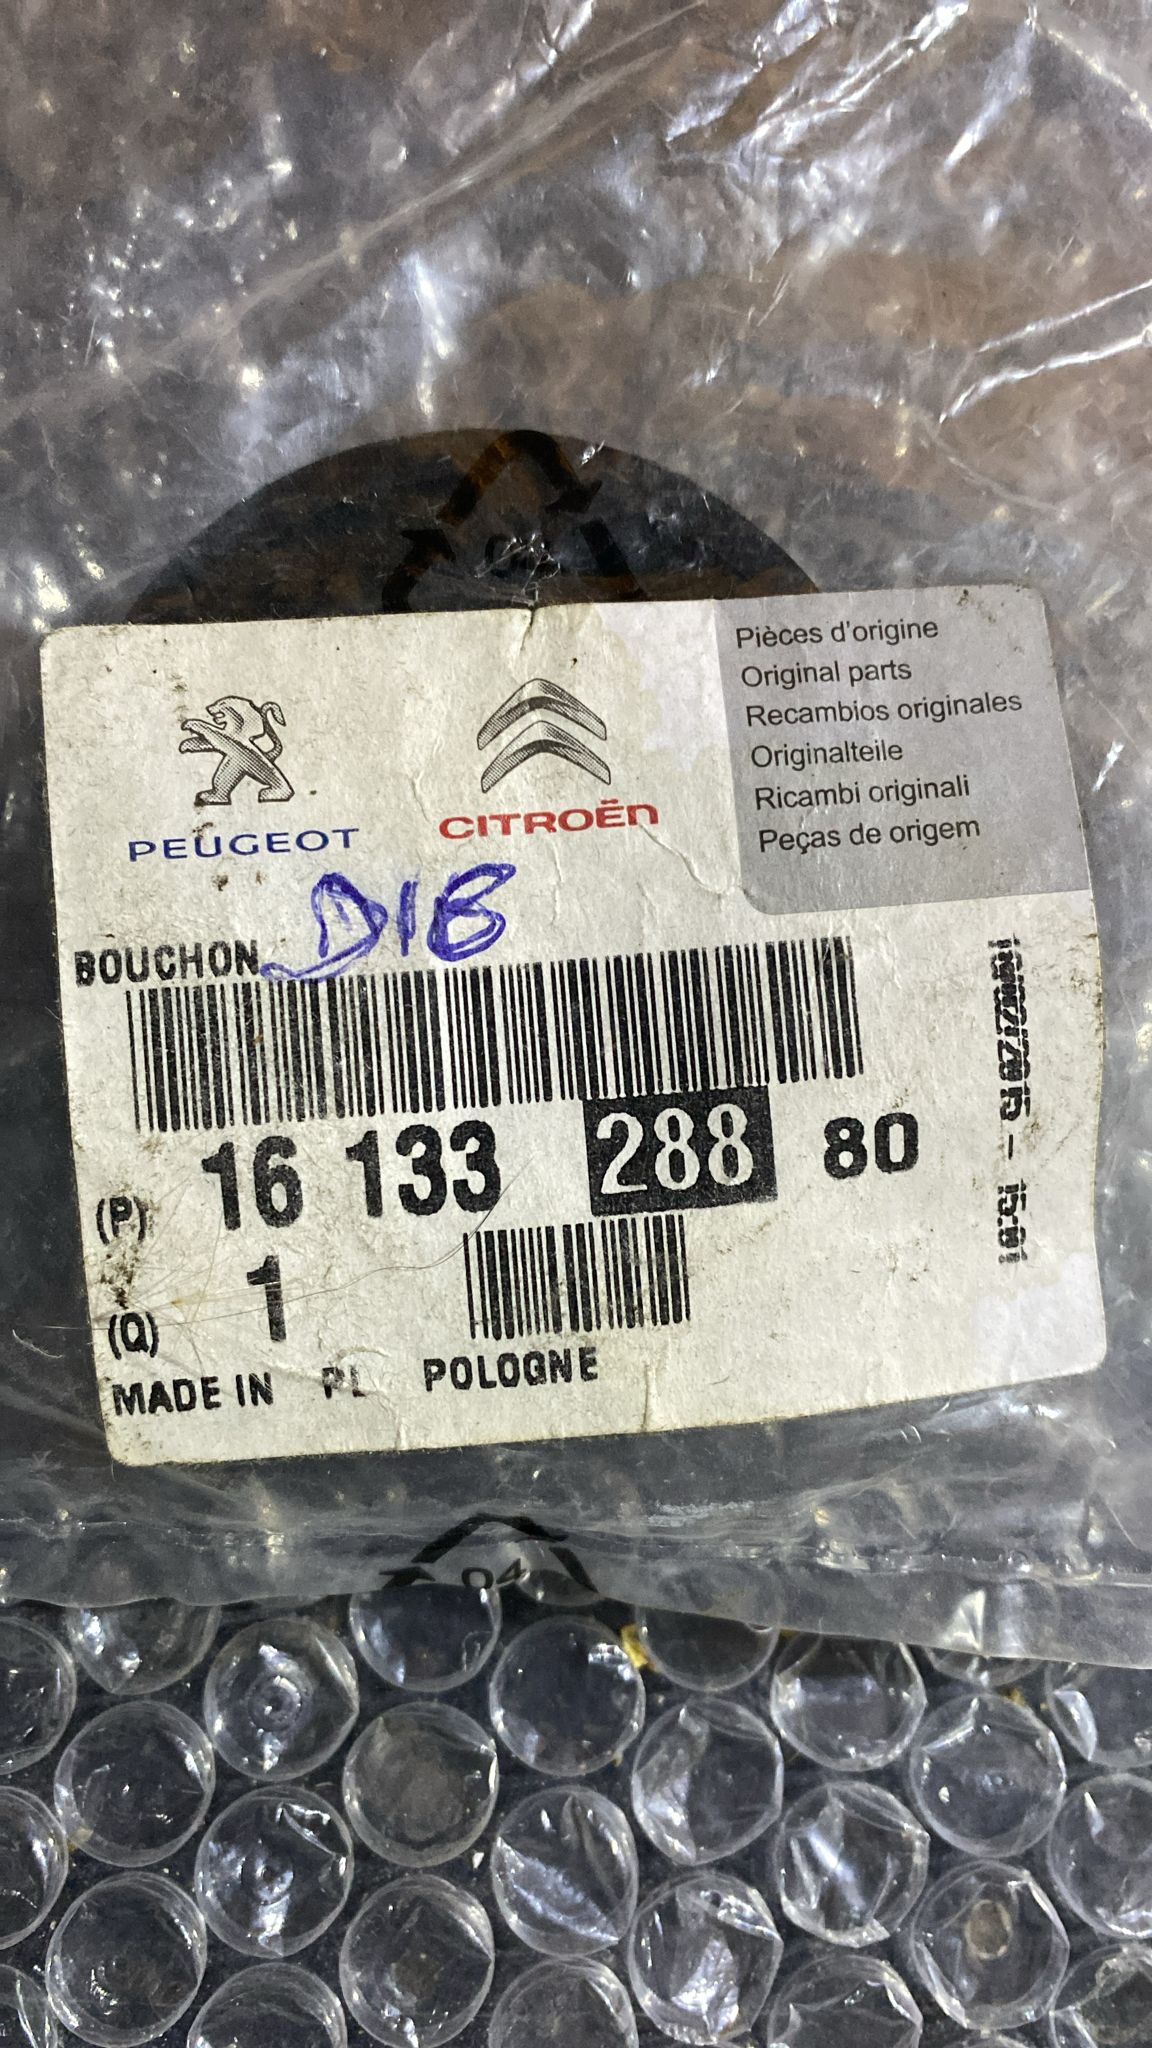 04
PEUGEOT
CITROËN
Pièces d'origine
Original parts
Recambios originales
Originalteile
Ricambi originali
Peças de origem
BOUCHON
(P) 16 133 288 80
(Q) 1
MADE IN PL POLOGNE
04